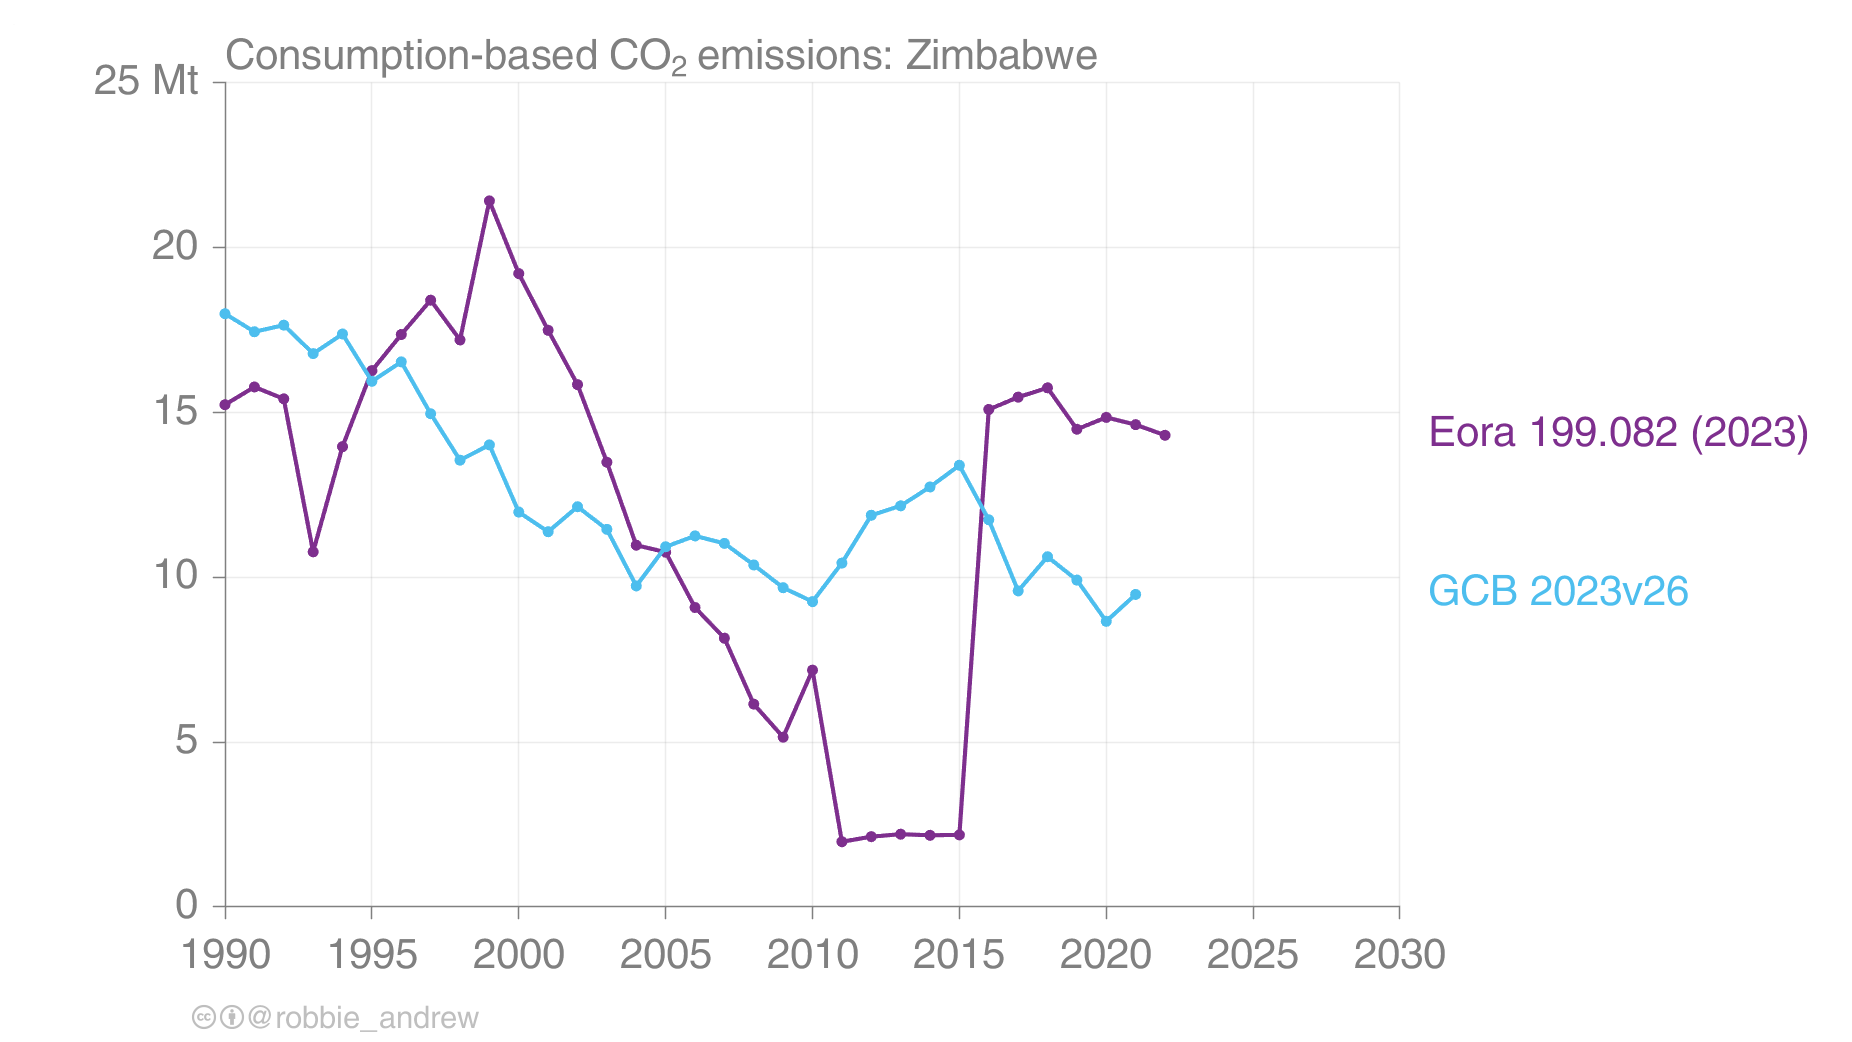 Consumption-based CO₂ emissions: Zimbabwe
25 Mt
20
15
10
5
0
1990 1995 2000 2005 2010 2015 2020 2025 2030
Eora 199.082 (2023)
GCB 2023v26
cc @robbie_andrew